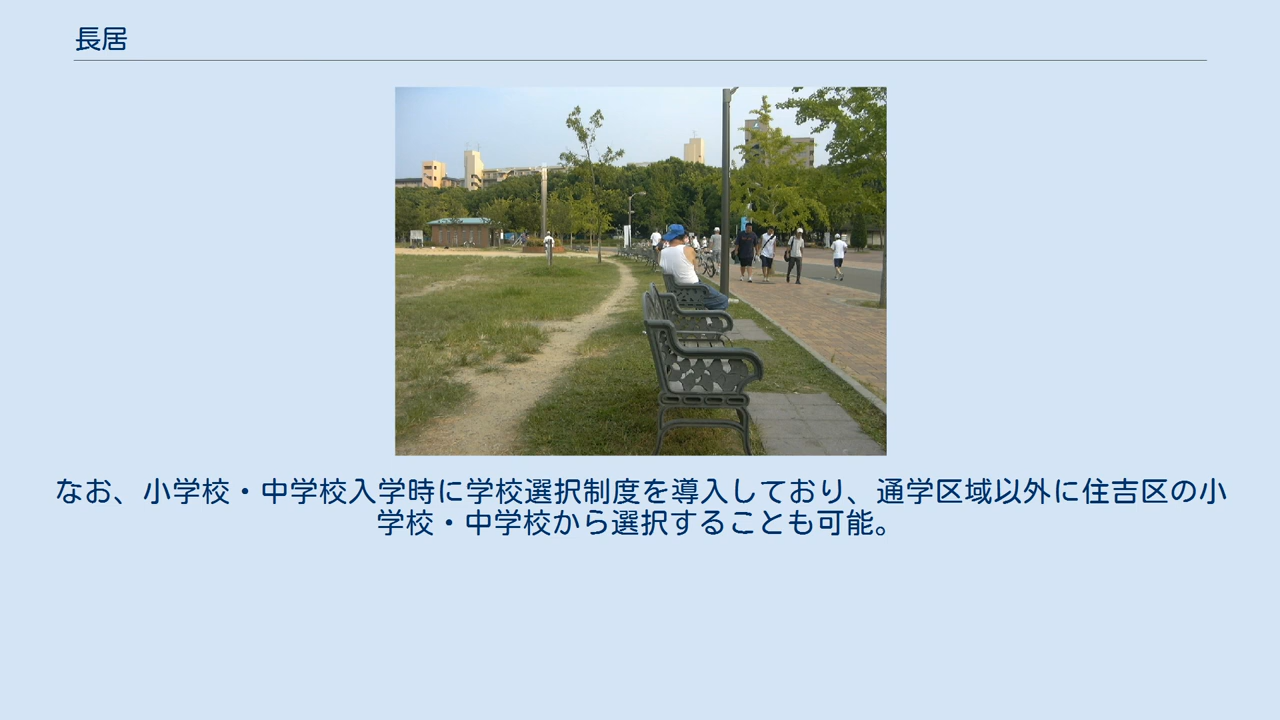 長居
なお、小学校・中学校入学時に学校選択制度を導入しており、通学区域以外に住吉区の小
学校・中学校から選択することも可能。